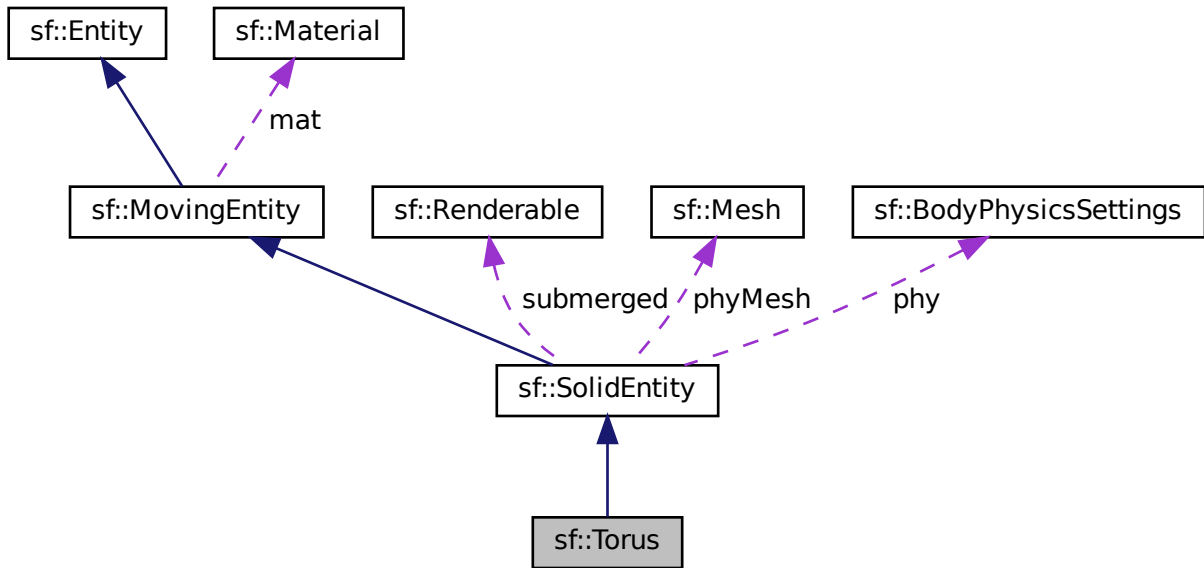 sf::Entity
sf::Material
mat
sf::MovingEntity
sf::Renderable
sf::Mesh
sf::BodyPhysicsSettings
submerged
phyMesh
phy
sf::SolidEntity
sf::Torus